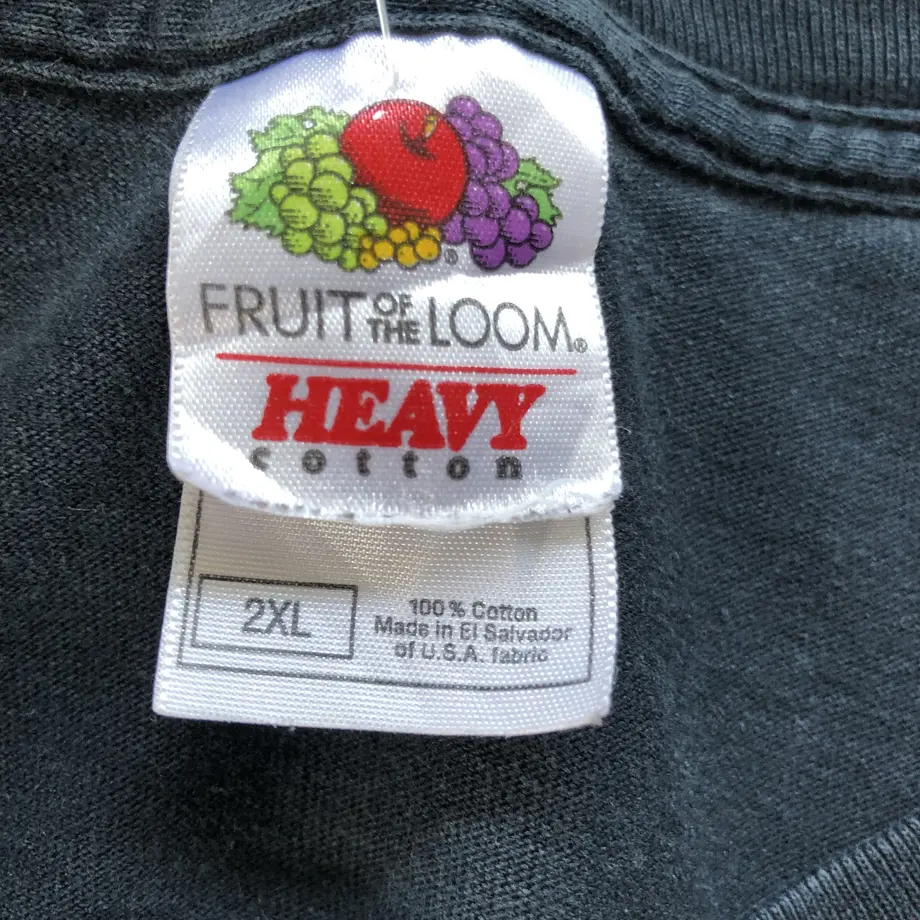 FRUIT OF THE LOOM®
HEAVY
cotton
2XL
100% Cotton
Made in El Salvador
of U.S.A. fabric